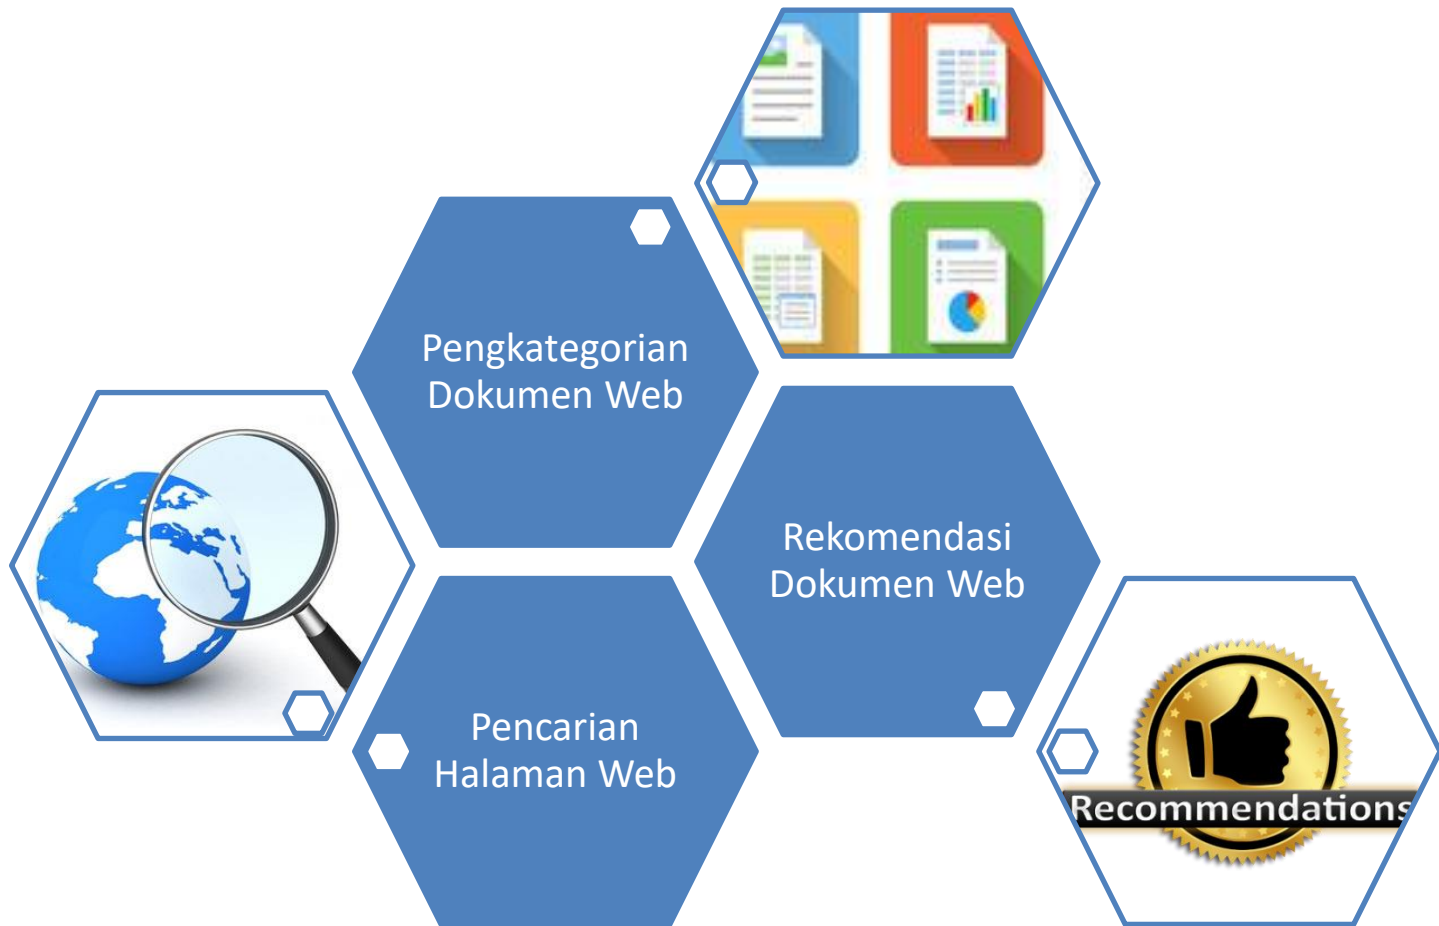 Pengkategorian
Dokumen Web
Rekomendasi
Dokumen Web
Pencarian
Halaman Web
Recommendations